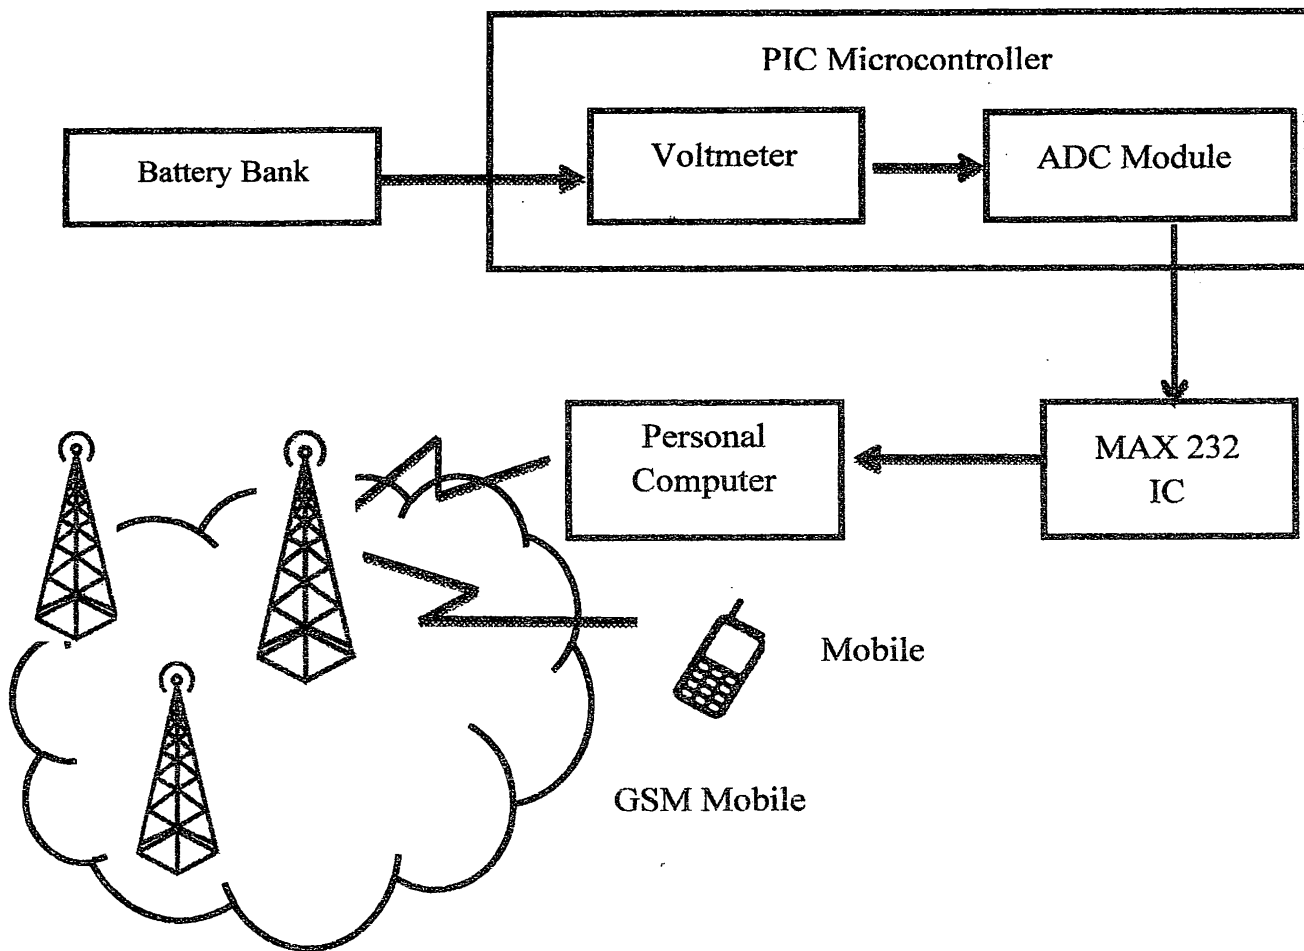 PIC Microcontroller
Battery Bank
Voltmeter
ADC Module
Personal
Computer
MAX 232
IC
Mobile
GSM Mobile